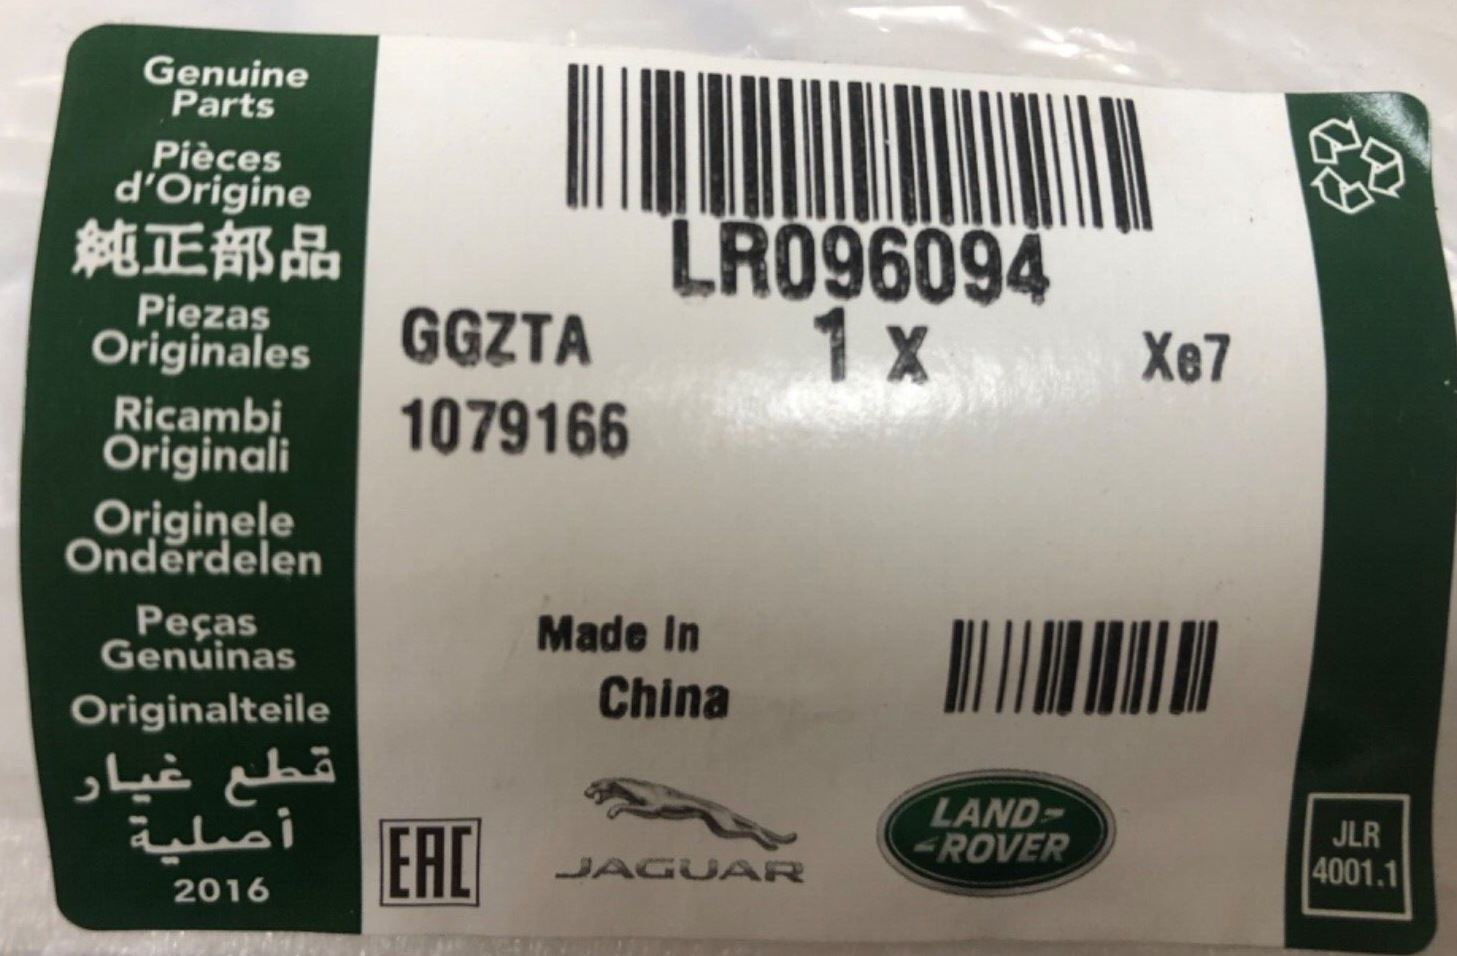 Genuine
Parts
Pièces
d'Origine
純正部品
Piezas
Originales
Ricambi
Originali
Originele
Onderdelen
Peças
Genuinas
Originalteile
قطع غيار
أصلية
2016
LR096094
GGZTA 1 X Xe7
1079166
Made In
China
EAC
JAGUAR
LAND-
-ROVER
JLR
4001.1